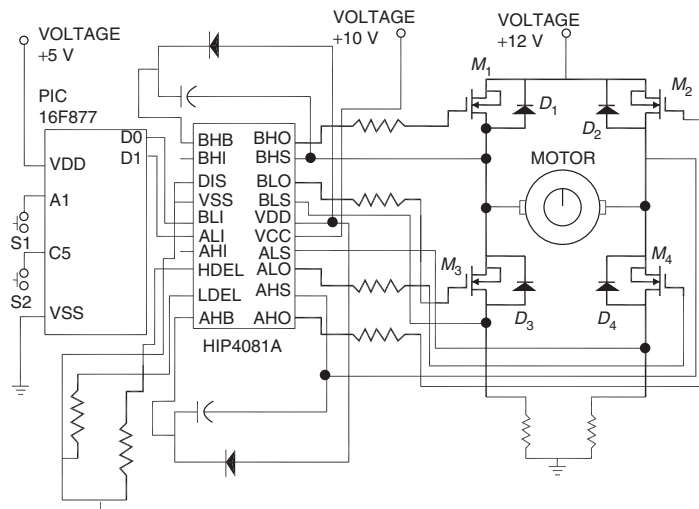 VOLTAGE
+5 V
VOLTAGE
+10 V
VOLTAGE
+12 V
PIC
16F877
D0
D1
VDD
A1
C5
VSS
S1
S2
BHB
BHI
DIS
VSS
BLI
ALI
AHI
HDEL
LDEL
AHB
BHO
BHS
BLO
BLS
VDD
VCC
ALS
ALO
AHS
AHO
HIP4081A
M1
M2
D1
D2
MOTOR
M3
M4
D3
D4